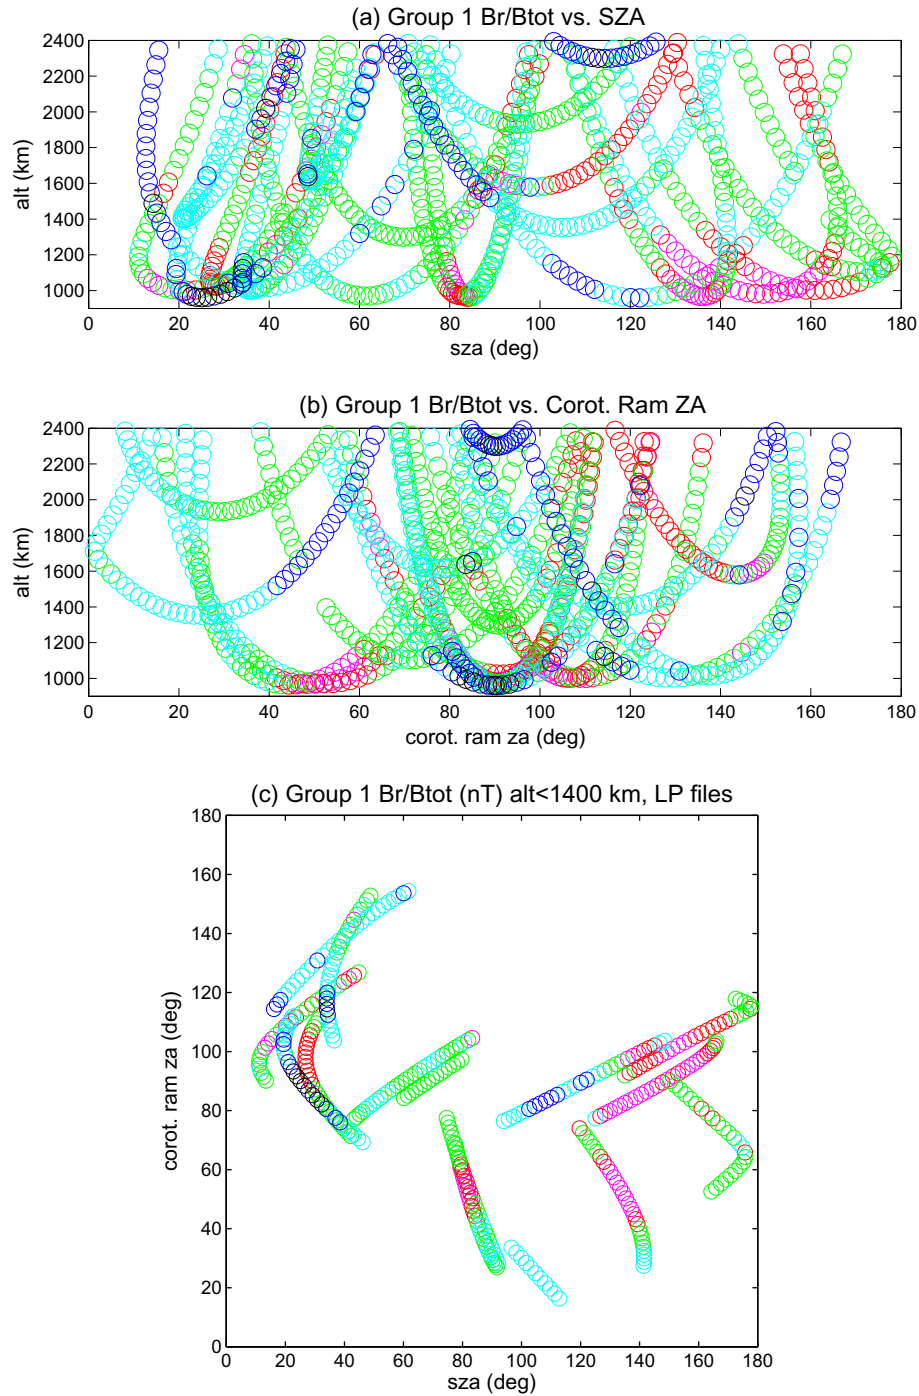 (a) Group 1 Br/Btot vs. SZA
2400
2200
2000
1800
1600
1400
1200
1000
alt (km)
0 20 40 60 80 100 120 140 160 180
sza (deg)
(b) Group 1 Br/Btot vs. Corot. Ram ZA
2400
2200
2000
1800
1600
1400
1200
1000
alt (km)
0 20 40 60 80 100 120 140 160 180
corot. ram za (deg)
(c) Group 1 Br/Btot (nT) alt<1400 km, LP files
180
160
140
120
100
80
60
40
20
0
corot. ram za (deg)
0 20 40 60 80 100 120 140 160 180
sza (deg)